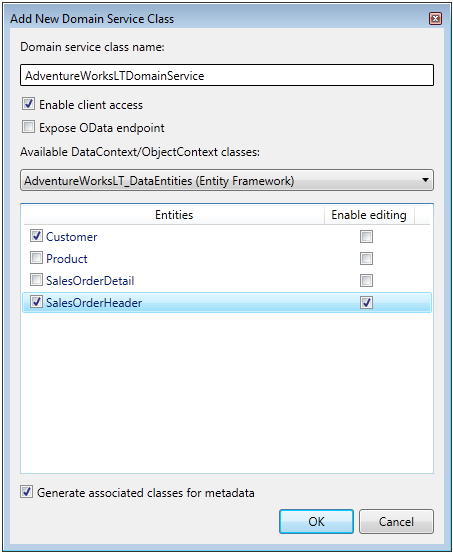 Add New Domain Service Class
Domain service class name:
AdventureWorksLTDomainService
Enable client access
Expose OData endpoint
Available DataContext/ObjectContext classes:
AdventureWorksLT_DataEntities (Entity Framework)
Entities Enable editing
Customer
Product
SalesOrderDetail
SalesOrderHeader
Generate associated classes for metadata
OK Cancel